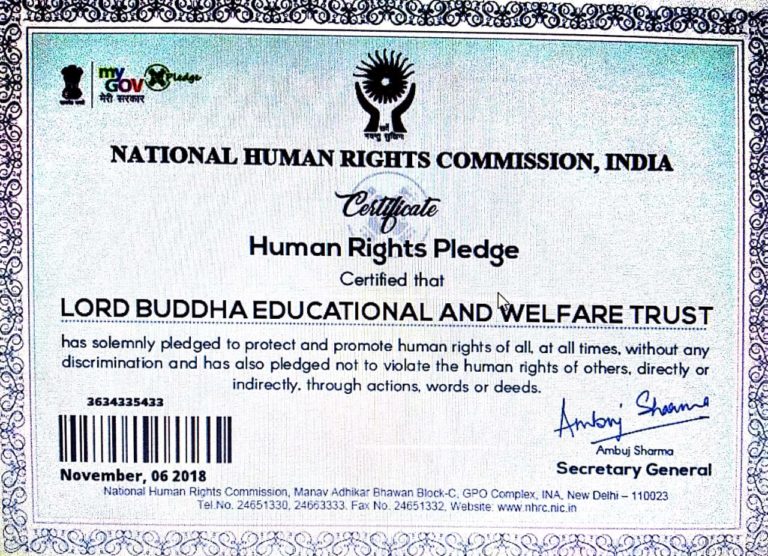 my
GOV Pledge
मेरी सरकार
NATIONAL HUMAN RIGHTS COMMISSION, INDIA
Certificate
Human Rights Pledge
Certified that
LORD BUDDHA EDUCATIONAL AND WELFARE TRUST
has solemnly pledged to protect and promote human rights of all, at all times, without any
discrimination and has also pledged not to violate the human rights of others, directly or
indirectly, through actions, words or deeds.
3634335433
November, 06 2018
Ambuj Sharma
Ambuj Sharma
Secretary General
National Human Rights Commission, Manav Adhikar Bhawan Block-C, GPO Complex, INA, New Delhi – 110023
Tel.No. 24651330, 24663333. Fax No. 24651332, Website: www.nhrc.nic.in